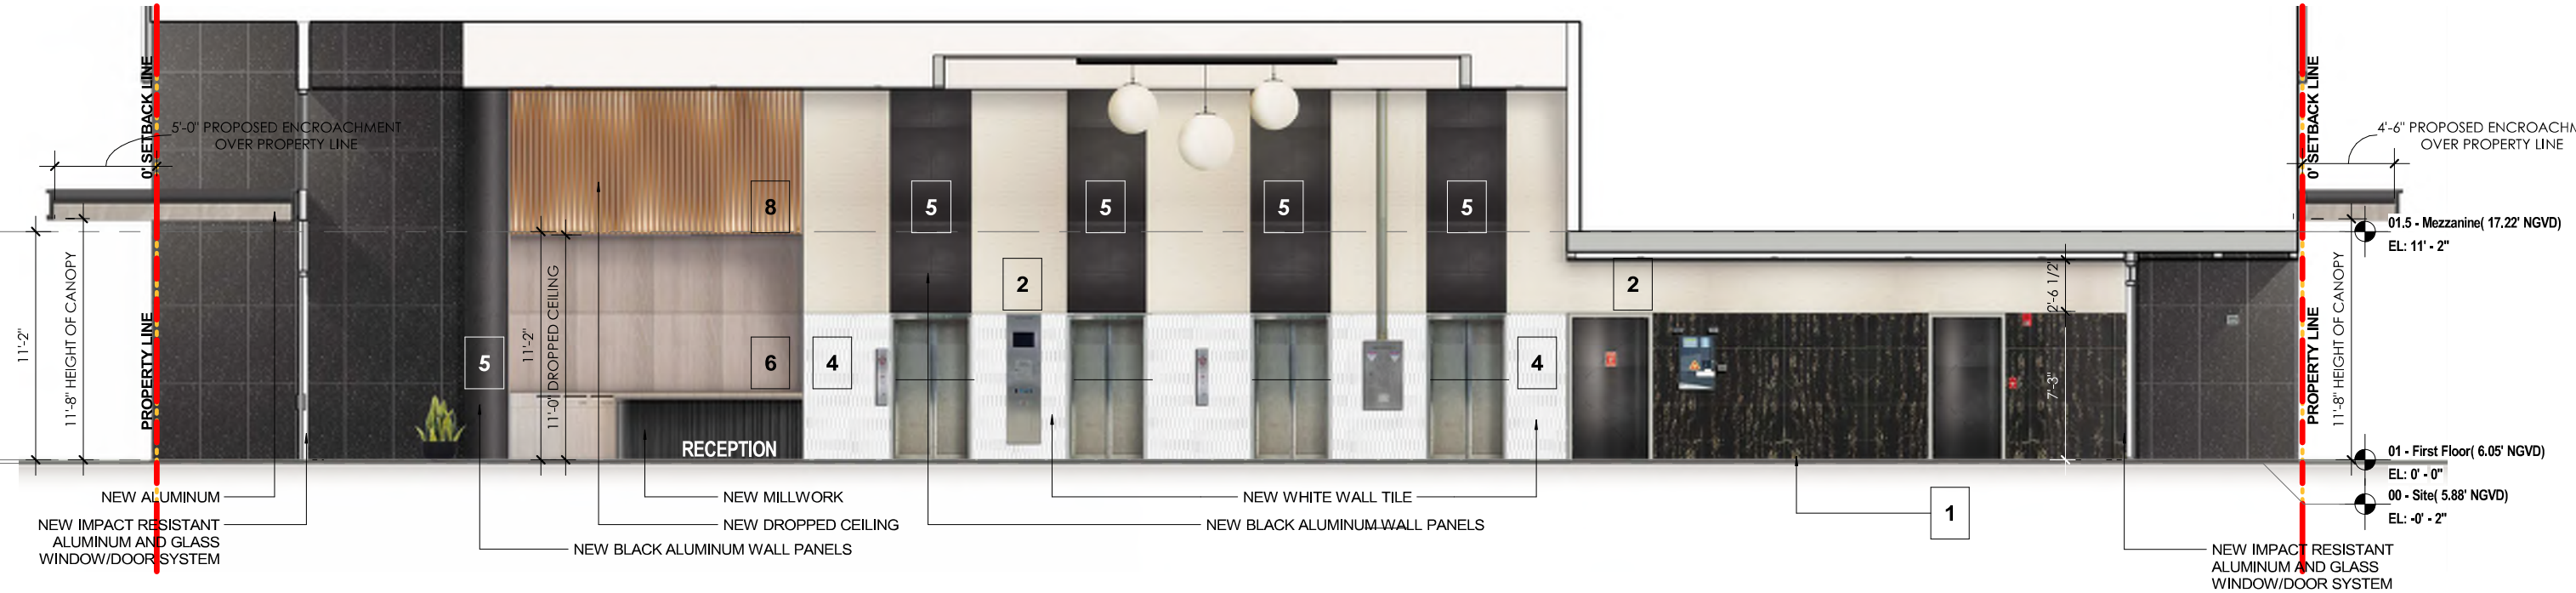 0' SETBACK LINE
PROPERTY LINE
5'-0" PROPOSED ENCROACHMENT
OVER PROPERTY LINE
11'-2"
11'-8" HEIGHT OF CANOPY
NEW ALUMINUM
NEW IMPACT RESISTANT
ALUMINUM AND GLASS
WINDOW/DOOR SYSTEM
5
11'-2"
11'-0" DROPPED CEILING
8
6
RECEPTION
4
5
5
5
5
2
4
2
NEW MILLWORK
NEW DROPPED CEILING
NEW BLACK ALUMINUM WALL PANELS
NEW WHITE WALL TILE
NEW BLACK ALUMINUM WALL PANELS
1
2'-6 1/2"
7'-3"
0' SETBACK LINE
PROPERTY LINE
4'-6" PROPOSED ENCROACHM
OVER PROPERTY LINE
11'-8" HEIGHT OF CANOPY
01.5 - Mezzanine( 17.22' NGVD)
EL: 11' - 2"
01 - First Floor( 6.05' NGVD)
EL: 0' - 0"
00 - Site( 5.88' NGVD)
EL: -0' - 2"
NEW IMPACT RESISTANT
ALUMINUM AND GLASS
WINDOW/DOOR SYSTEM